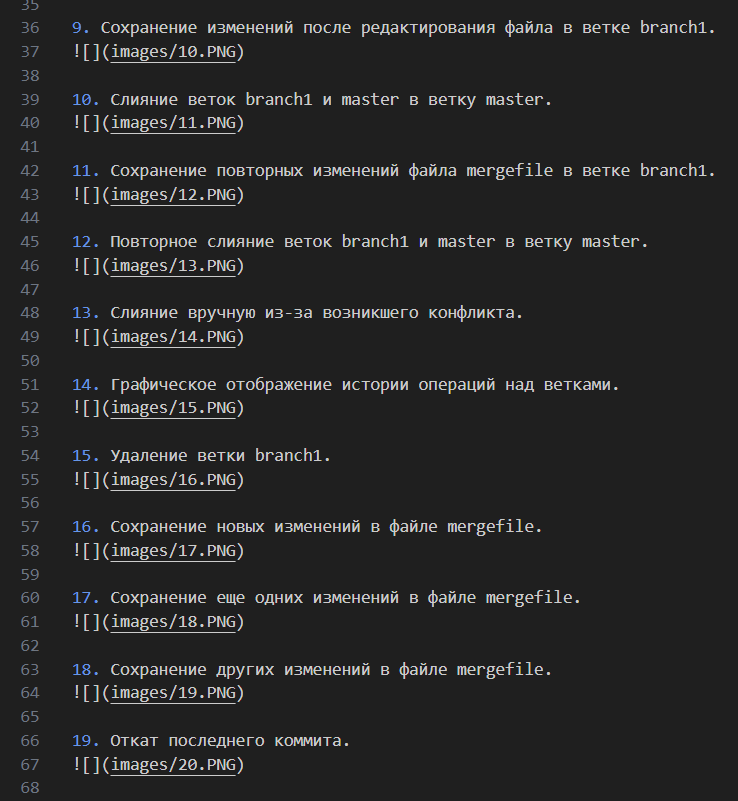 35
36 9. Сохранение изменений после редактирования файла в ветке branch1.
37 ![](images/10.PNG)
38
39 10. Слияние веток branch1 и master в ветку master.
40 ![](images/11.PNG)
41
42 11. Сохранение повторных изменений файла mergefile в ветке branch1.
43 ![](images/12.PNG)
44
45 12. Повторное слияние веток branch1 и master в ветку master.
46 ![](images/13.PNG)
47
48 13. Слияние вручную из-за возникшего конфликта.
49 ![](images/14.PNG)
50
51 14. Графическое отображение истории операций над ветками.
52 ![](images/15.PNG)
53
54 15. Удаление ветки branch1.
55 ![](images/16.PNG)
56
57 16. Сохранение новых изменений в файле mergefile.
58 ![](images/17.PNG)
59
60 17. Сохранение еще одних изменений в файле mergefile.
61 ![](images/18.PNG)
62
63 18. Сохранение других изменений в файле mergefile.
64 ![](images/19.PNG)
65
66 19. Откат последнего коммита.
67 ![](images/20.PNG)
68